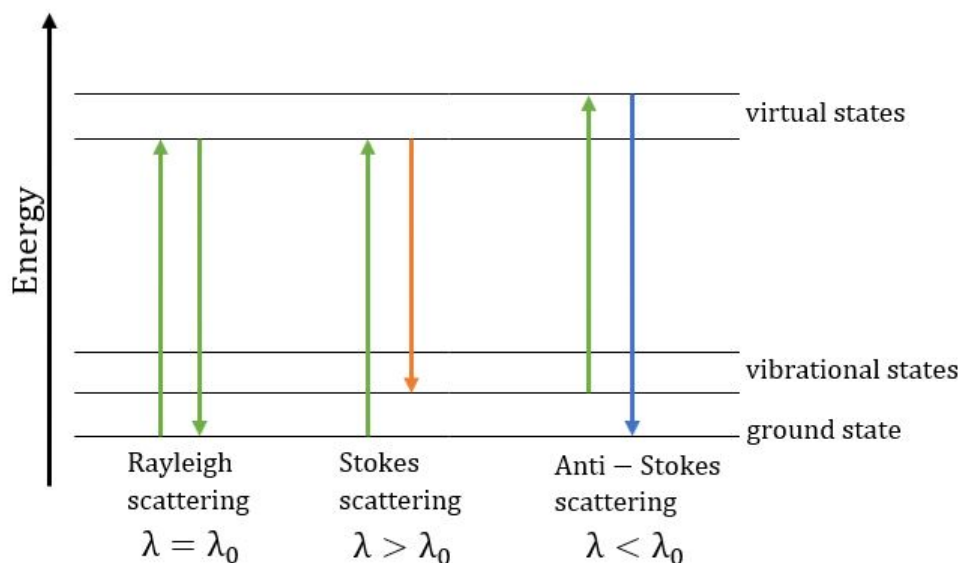 Energy
virtual states
vibrational states
ground state
Rayleigh
scattering
λ = λ₀
Stokes
scattering
λ > λ₀
Anti − Stokes
scattering
λ < λ₀